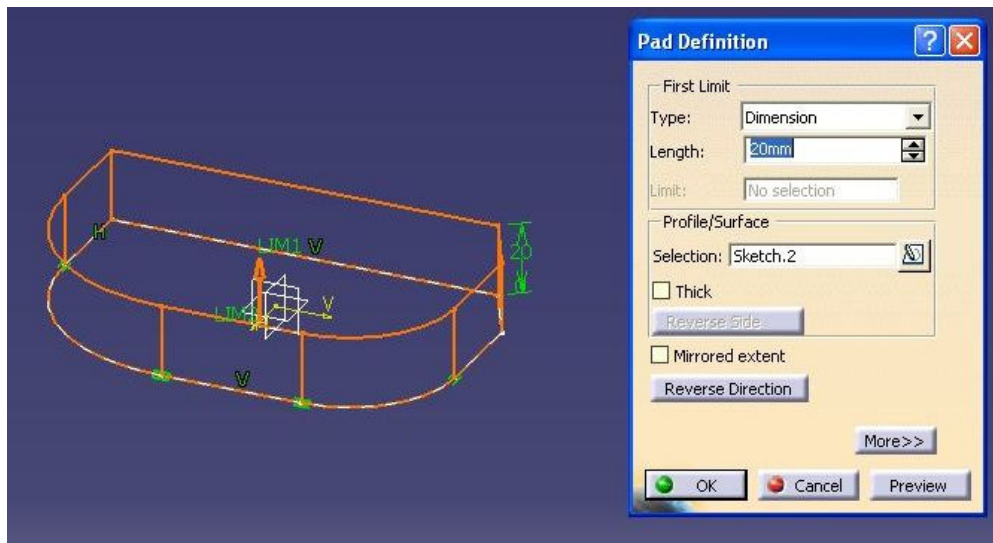 Pad Definition
First Limit
Type: Dimension
Length: 20mm
Limit: No selection
Profile/Surface
Selection: Sketch.2
Thick
Reverse Side
Mirrored extent
Reverse Direction
More>>
OK Cancel Preview
H
LIM1 V
20
V
V